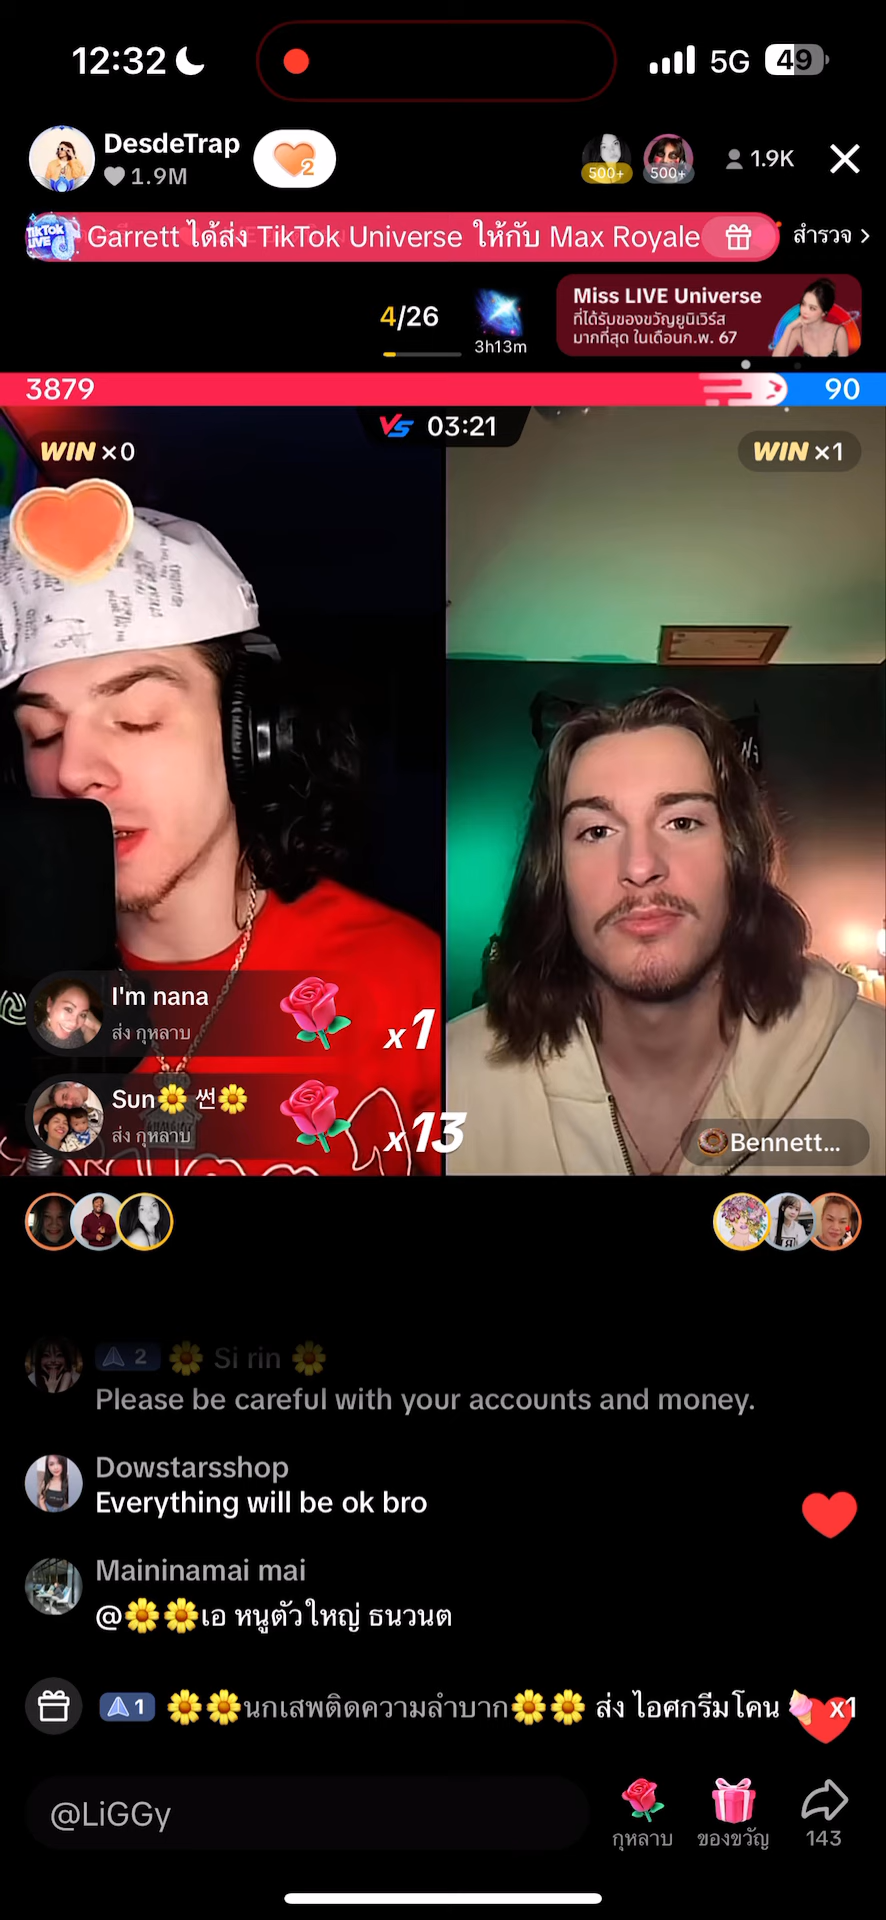 12:32
5G
49
DesdeTrap
1.9M
2
500+
500+
1.9K
TikTok
LIVE
Garrett ได้ส่ง TikTok Universe ให้กับ Max Royale
สำรวจ >
4/26
3h13m
Miss LIVE Universe
ที่ได้รับของขวัญยูนิเวิร์ส
มากที่สุด ในเดือนก.พ. 67
3879
90
VS 03:21
WIN x0
WIN x1
I'm nana
ส่ง กุหลาบ
x1
Sun🌼 썬🌼
ส่ง กุหลาบ
x13
🍩Bennett...
2 🌼 Si rin 🌼
Please be careful with your accounts and money.
Dowstarsshop
Everything will be ok bro
Maininamai mai
@🌼🌼เอ หนูตัวใหญ่ ธนวนต
1 🌼🌼นกเสพติดความลำบาก🌼🌼 ส่ง ไอศกรีมโคน x1
@LiGGy
กุหลาบ
ของขวัญ
143